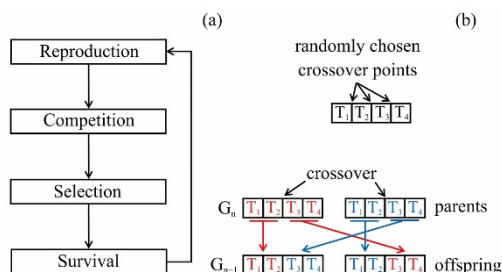 (a)
Reproduction
Competition
Selection
Survival
(b)
randomly chosen
crossover points
T₁ T₂ T₃ T₄
crossover
Gₙ T₁ T₂ T₃ T₄ T₁ T₂ T₃ T₄ parents
Gₙ₋₁ T₁ T₂ T₃ T₄ T₁ T₂ T₃ T₄ offspring